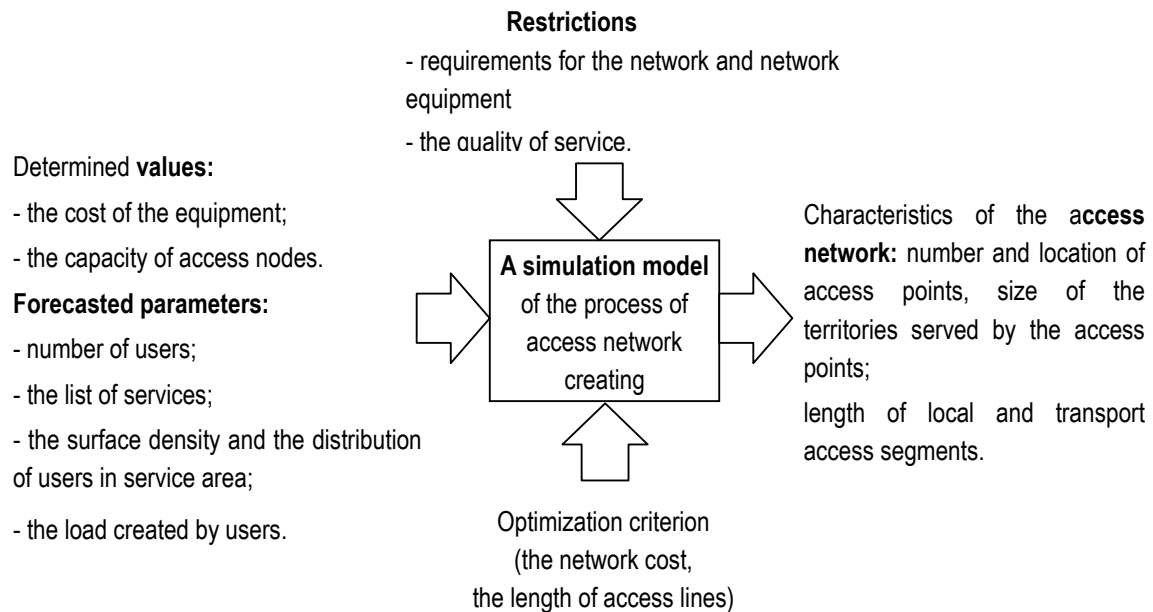 Restrictions
- requirements for the network and network
equipment
- the quality of service.
Determined values:
- the cost of the equipment;
- the capacity of access nodes.
Forecasted parameters:
- number of users;
- the list of services;
- the surface density and the distribution
of users in service area;
- the load created by users.
A simulation model
of the process of
access network
creating
Optimization criterion
(the network cost,
the length of access lines)
Characteristics of the access
network: number and location of
access points, size of the
territories served by the access
points;
length of local and transport
access segments.